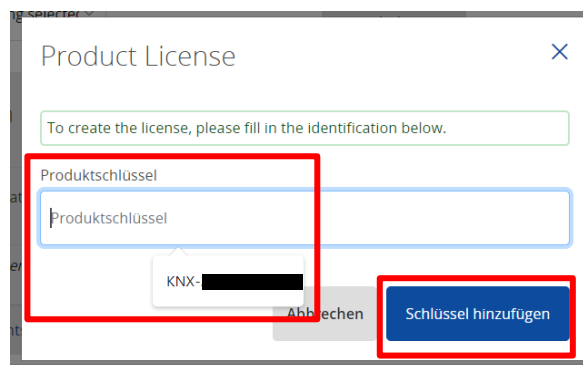 Product License
To create the license, please fill in the identification below.
Produktschlüssel
Produktschlüssel
KNX-
Abbrechen
Schlüssel hinzufügen